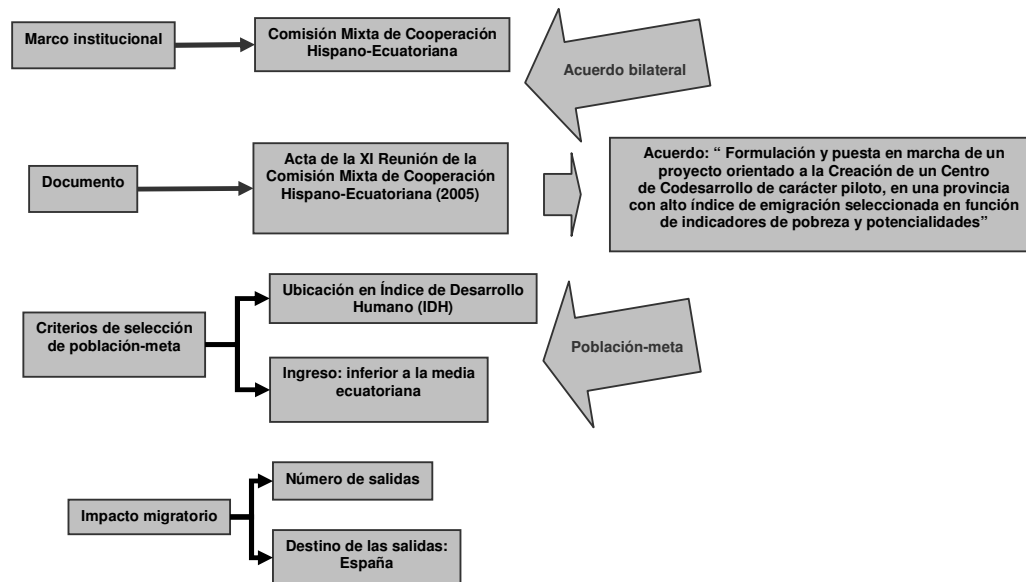 Marco institucional
Comisión Mixta de Cooperación
Hispano-Ecuatoriana
Acuerdo bilateral
Documento
Acta de la XI Reunión de la
Comisión Mixta de Cooperación
Hispano-Ecuatoriana (2005)
Acuerdo: “ Formulación y puesta en marcha de un
proyecto orientado a la Creación de un Centro
de Codesarrollo de carácter piloto, en una provincia
con alto índice de emigración seleccionada en función
de indicadores de pobreza y potencialidades”
Criterios de selección
de población-meta
Ubicación en Índice de Desarrollo
Humano (IDH)
Ingreso: inferior a la media
ecuatoriana
Población-meta
Impacto migratorio
Número de salidas
Destino de las salidas:
España